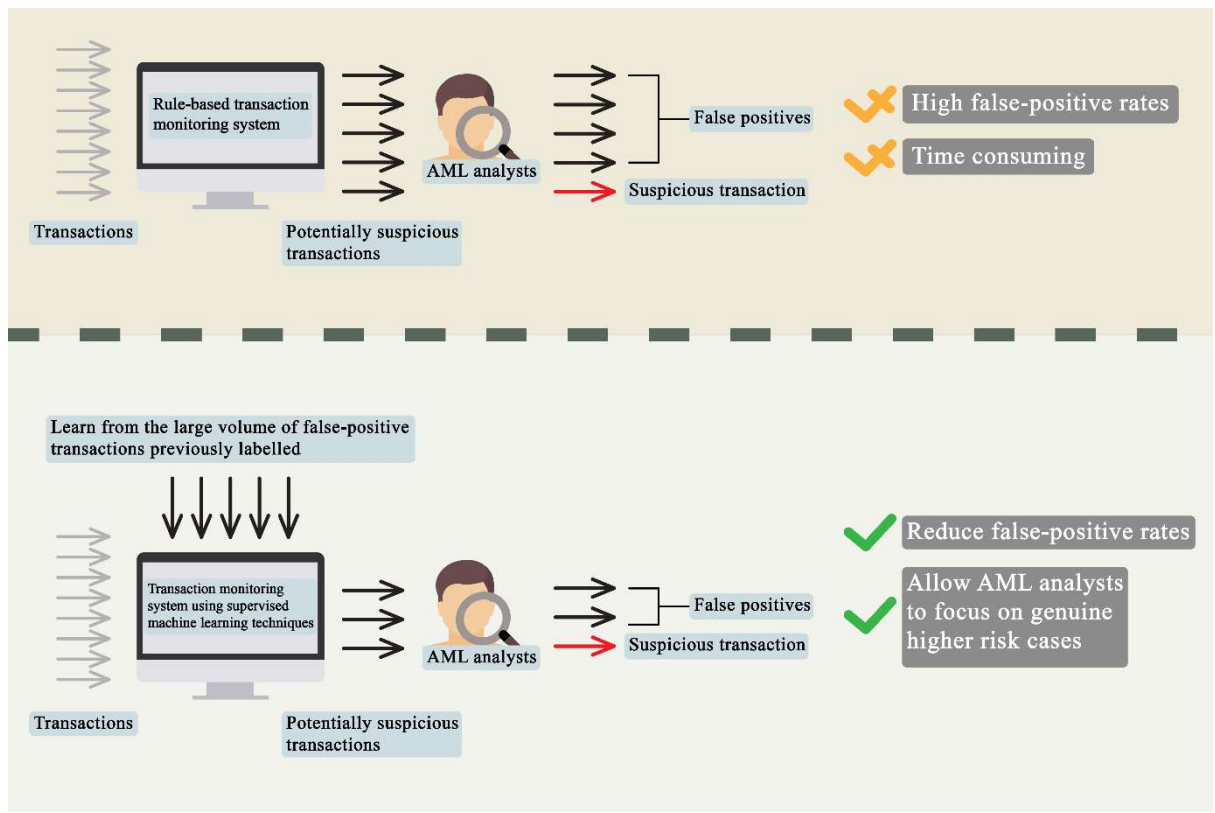 Rule-based transaction
monitoring system
False positives
High false-positive rates
Time consuming
AML analysts
Suspicious transaction
Transactions
Potentially suspicious
transactions
Learn from the large volume of false-positive
transactions previously labelled
Reduce false-positive rates
Transaction monitoring
system using supervised
machine learning techniques
False positives
Allow AML analysts
to focus on genuine
higher risk cases
AML analysts
Suspicious transaction
Transactions
Potentially suspicious
transactions